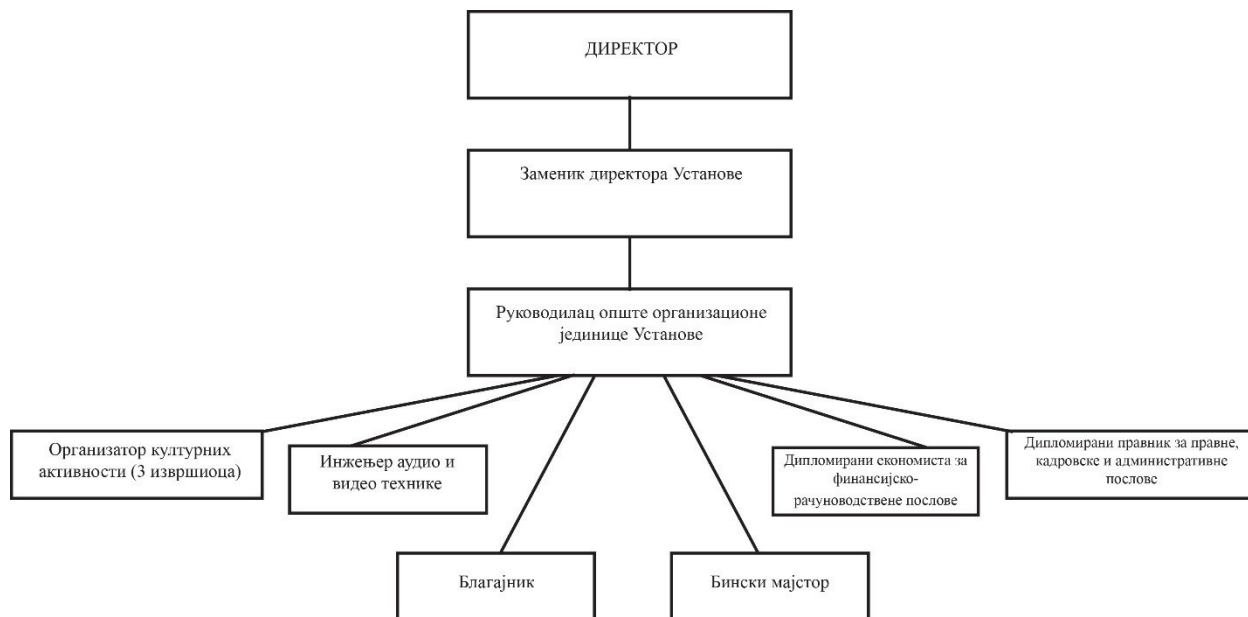 ДИРЕКТОР
Заменик директора Установе
Руководилац опште организационе
јединице Установе
Организатор културних
активности (3 извршиоца)
Инжењер аудио и
видео технике
Дипломирани економиста за
финансијско-
рачуноводствене послове
Дипломирани правник за правне,
кадровске и административне
послове
Благајник
Бински мајстор